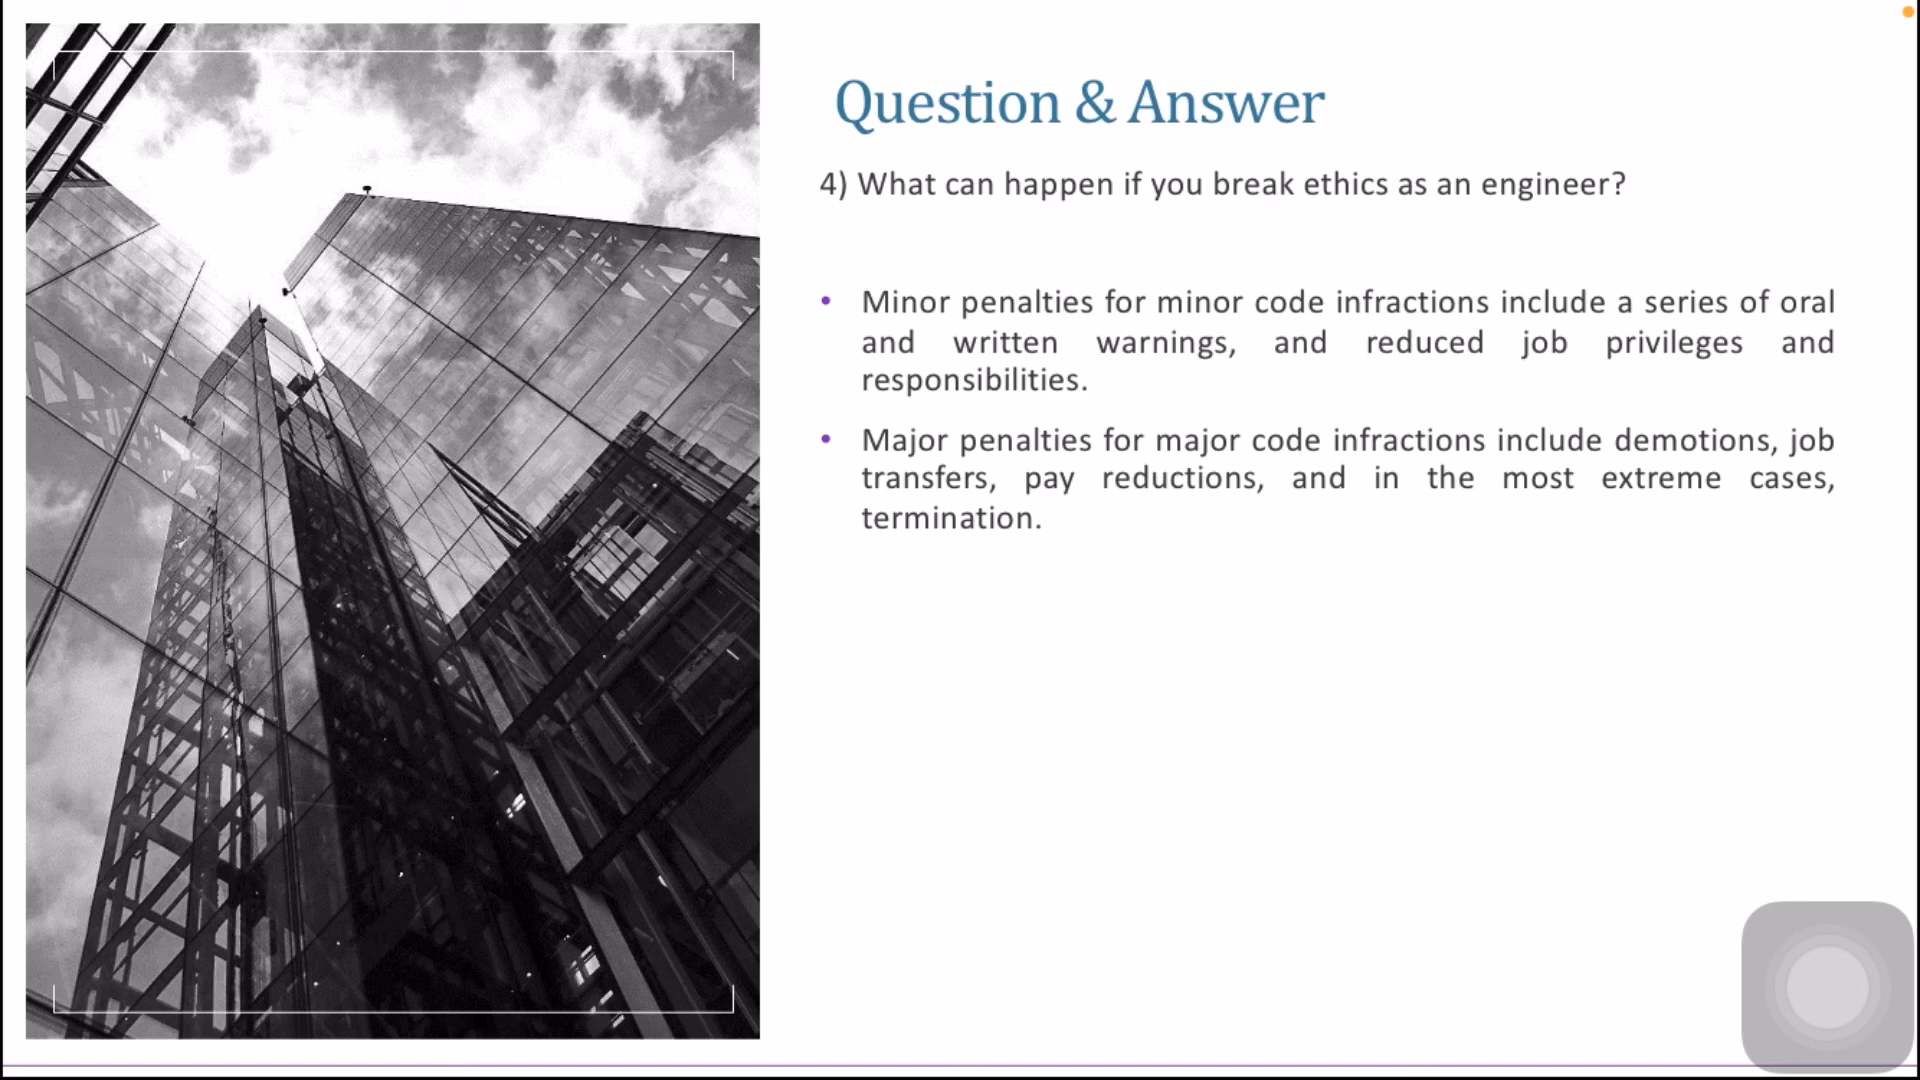 Question & Answer
4) What can happen if you break ethics as an engineer?
• Minor penalties for minor code infractions include a series of oral
and written warnings, and reduced job privileges and
responsibilities.
• Major penalties for major code infractions include demotions, job
transfers, pay reductions, and in the most extreme cases,
termination.